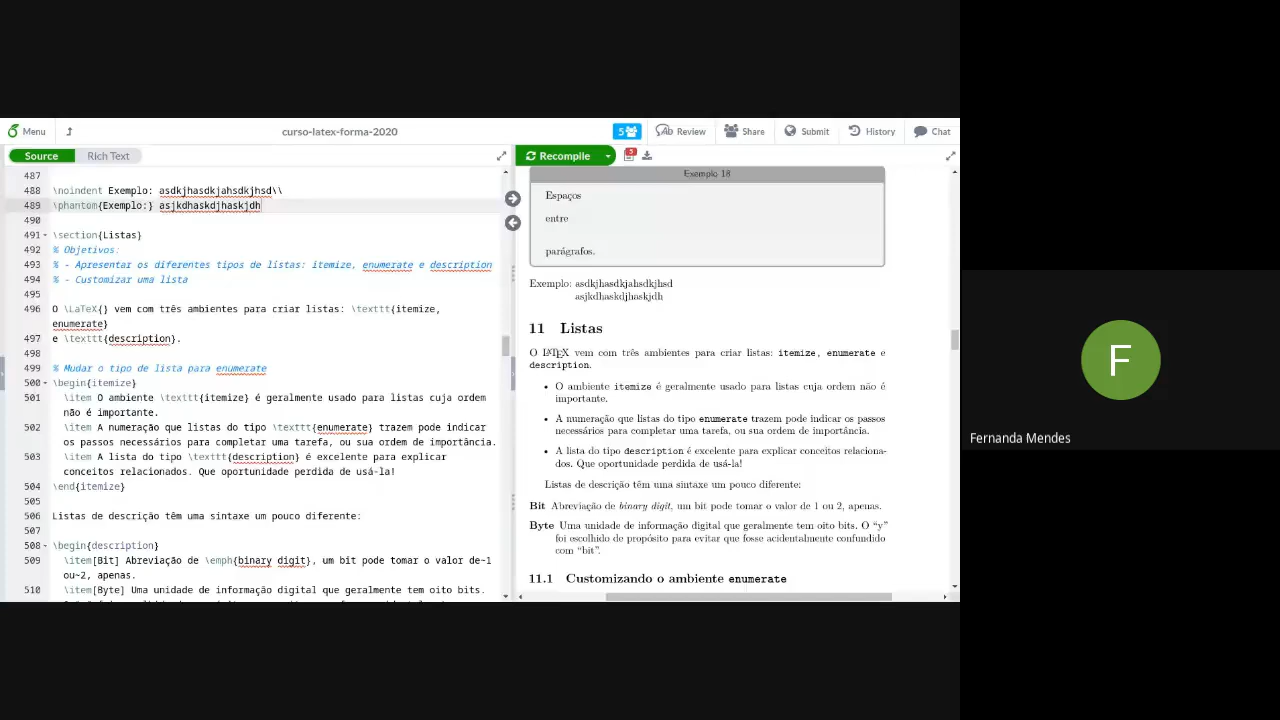 Menu
curso-latex-forma-2020
5
Review
Share
Submit
History
Chat
Source
Rich Text
Recompile
487
488 \noindent Exemplo: asdkjhasdkjahsdkjhsd\\
489 \phantom{Exemplo:} asjkdhaskdjhaskjdh
490
491 \section{Listas}
492 % Objetivos:
493 % - Apresentar os diferentes tipos de listas: itemize, enumerate e description
494 % - Customizar uma lista
495
496 O \LaTeX{} vem com três ambientes para criar listas: \texttt{itemize,
enumerate}
497 e \texttt{description}.
498
499 % Mudar o tipo de lista para enumerate
500 \begin{itemize}
501 \item O ambiente \texttt{itemize} é geralmente usado para listas cuja ordem
não é importante.
502 \item A numeração que listas do tipo \texttt{enumerate} trazem pode indicar
os passos necessários para completar uma tarefa, ou sua ordem de importância.
503 \item A lista do tipo \texttt{description} é excelente para explicar
conceitos relacionados. Que oportunidade perdida de usá-la!
504 \end{itemize}
505
506 Listas de descrição têm uma sintaxe um pouco diferente:
507
508 \begin{description}
509 \item[Bit] Abreviação de \emph{binary digit}, um bit pode tomar o valor de~1
ou~2, apenas.
510 \item[Byte] Uma unidade de informação digital que geralmente tem oito bits.
Exemplo 18
Espaços
entre
parágrafos.
Exemplo: asdkjhasdkjahsdkjhsd
asjkdhaskdjhaskjdh
11 Listas
O LATEX vem com três ambientes para criar listas: itemize, enumerate e
description.
• O ambiente itemize é geralmente usado para listas cuja ordem não é
importante.
• A numeração que listas do tipo enumerate trazem pode indicar os passos
necessários para completar uma tarefa, ou sua ordem de importância.
• A lista do tipo description é excelente para explicar conceitos relaciona-
dos. Que oportunidade perdida de usá-la!
Listas de descrição têm uma sintaxe um pouco diferente:
Bit Abreviação de binary digit, um bit pode tomar o valor de 1 ou 2, apenas.
Byte Uma unidade de informação digital que geralmente tem oito bits. O “y”
foi escolhido de propósito para evitar que fosse acidentalmente confundido
com “bit”.
11.1 Customizando o ambiente enumerate
F
Fernanda Mendes